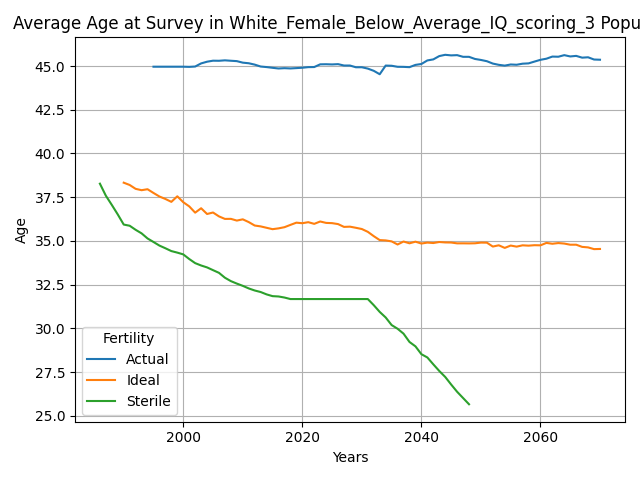 Average Age at Survey in White_Female_Below_Average_IQ_scoring_3 Popu
45.0
42.5
40.0
37.5
35.0
32.5
30.0
27.5
25.0
Age
Fertility
Actual
Ideal
Sterile
2000 2020 2040 2060
Years